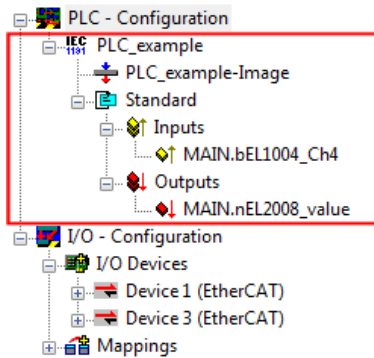 PLC - Configuration
IEC
1131
PLC_example
PLC_example-Image
Standard
Inputs
MAIN.bEL1004_Ch4
Outputs
MAIN.nEL2008_value
I/O - Configuration
I/O Devices
Device 1 (EtherCAT)
Device 3 (EtherCAT)
Mappings